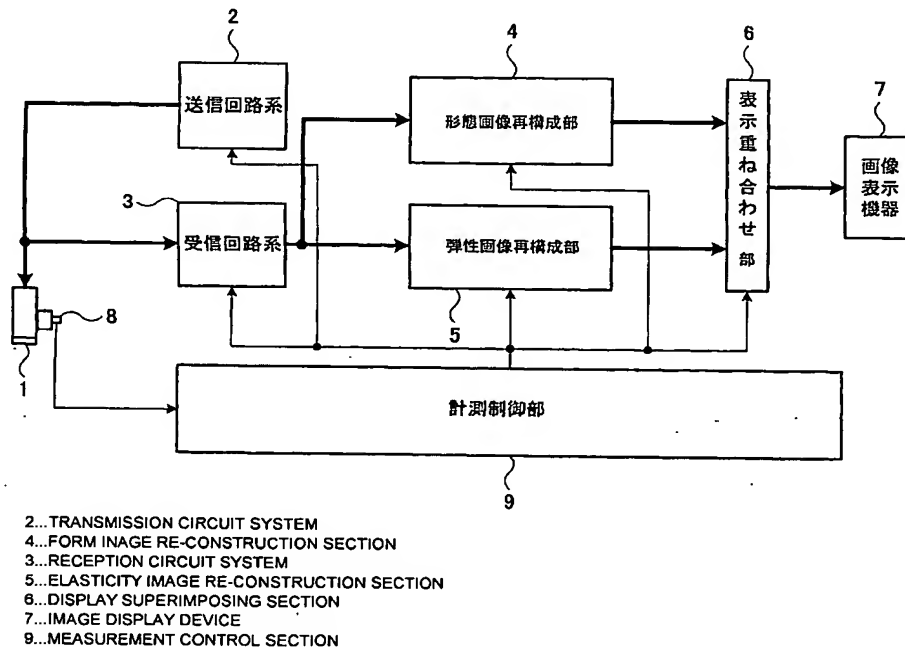 2
送信回路系
4
形態画像再構成部
6
表示重ね合わせ部
7
画像
表示
機器
3
受信回路系
弾性画像再構成部
5
8
1
計測制御部
9
2...TRANSMISSION CIRCUIT SYSTEM
4...FORM INAGE RE-CONSTRUCTION SECTION
3...RECEPTION CIRCUIT SYSTEM
5...ELASTICITY IMAGE RE-CONSTRUCTION SECTION
6...DISPLAY SUPERIMPOSING SECTION
7...IMAGE DISPLAY DEVICE
9...MEASUREMENT CONTROL SECTION